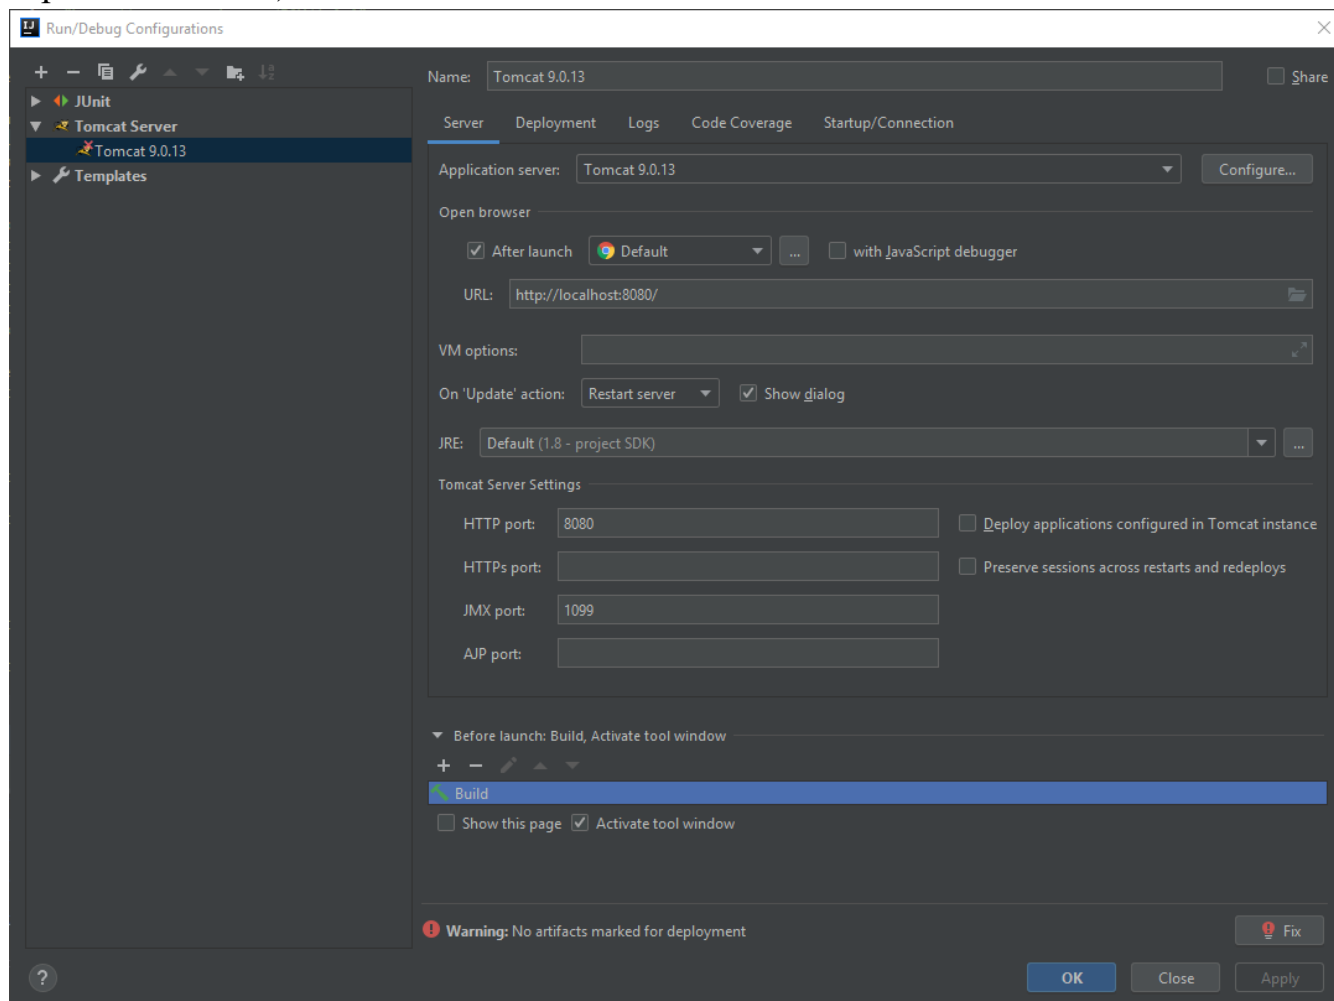 Run/Debug Configurations
Name: Tomcat 9.0.13 Share
JUnit
Tomcat Server
Tomcat 9.0.13
Templates
Server Deployment Logs Code Coverage Startup/Connection
Application server: Tomcat 9.0.13 Configure...
Open browser
After launch Default ... with JavaScript debugger
URL: http://localhost:8080/
VM options:
On 'Update' action: Restart server Show dialog
JRE: Default (1.8 - project SDK) ...
Tomcat Server Settings
HTTP port: 8080 Deploy applications configured in Tomcat instance
HTTPs port: Preserve sessions across restarts and redeploys
JMX port: 1099
AJP port:
Before launch: Build, Activate tool window
Build
Show this page Activate tool window
Warning: No artifacts marked for deployment Fix
? OK Close Apply